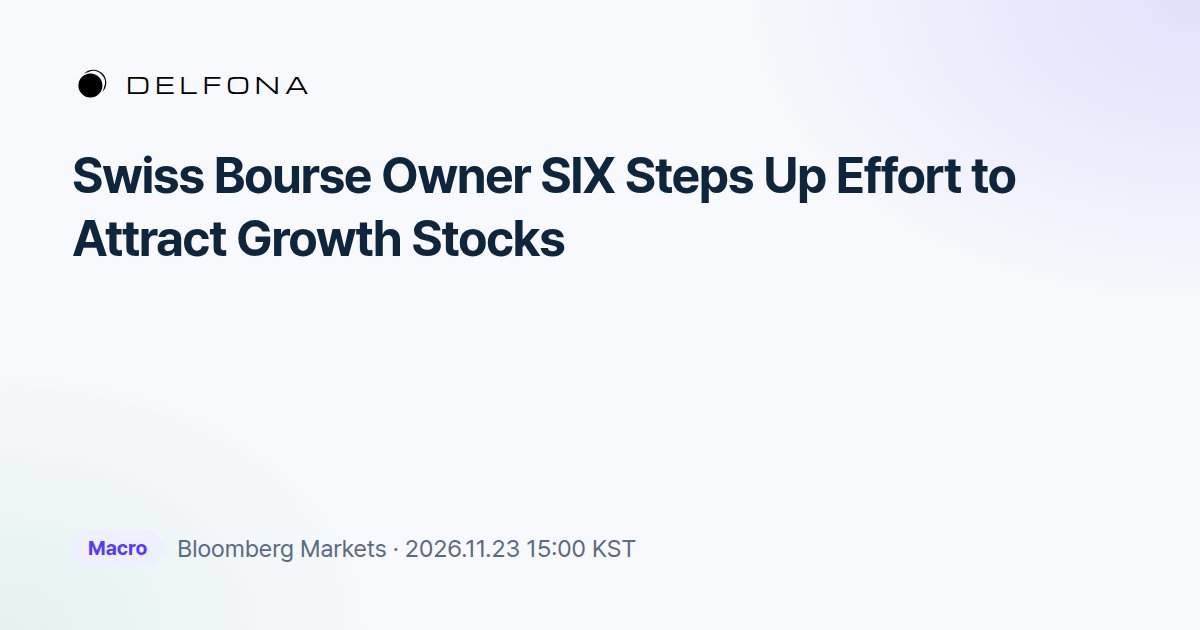 DELFONA
Swiss Bourse Owner SIX Steps Up Effort to
Attract Growth Stocks
Macro Bloomberg Markets · 2026.11.23 15:00 KST